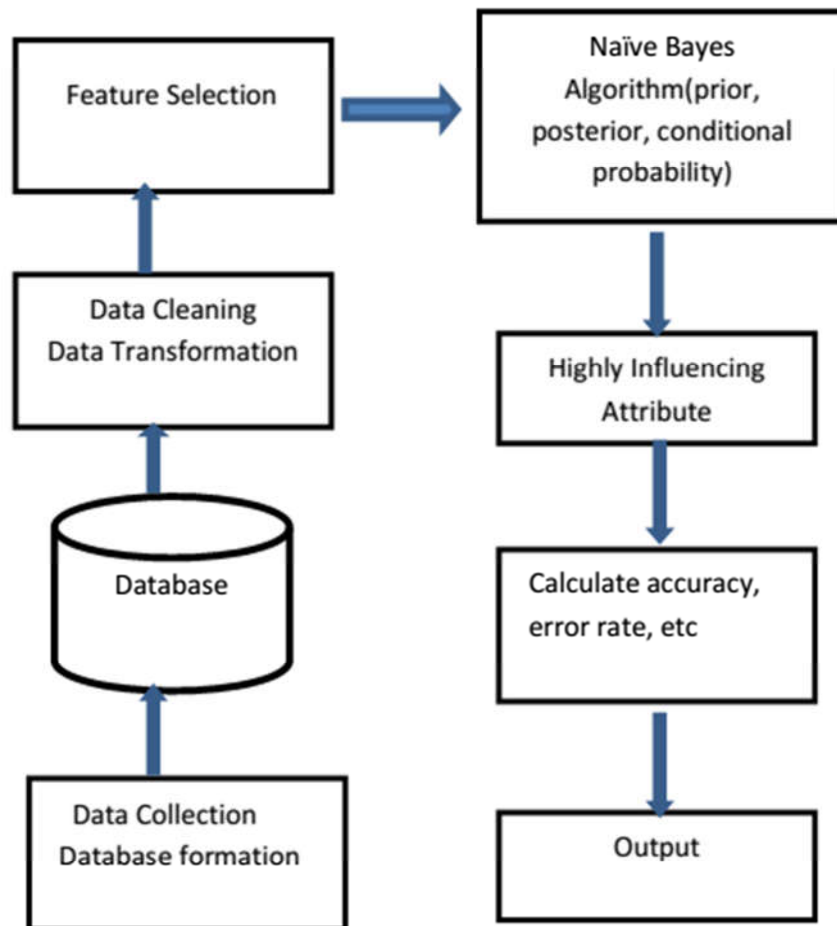 Feature Selection
Naïve Bayes
Algorithm(prior,
posterior, conditional
probability)
Data Cleaning
Data Transformation
Highly Influencing
Attribute
Database
Calculate accuracy,
error rate, etc
Data Collection
Database formation
Output